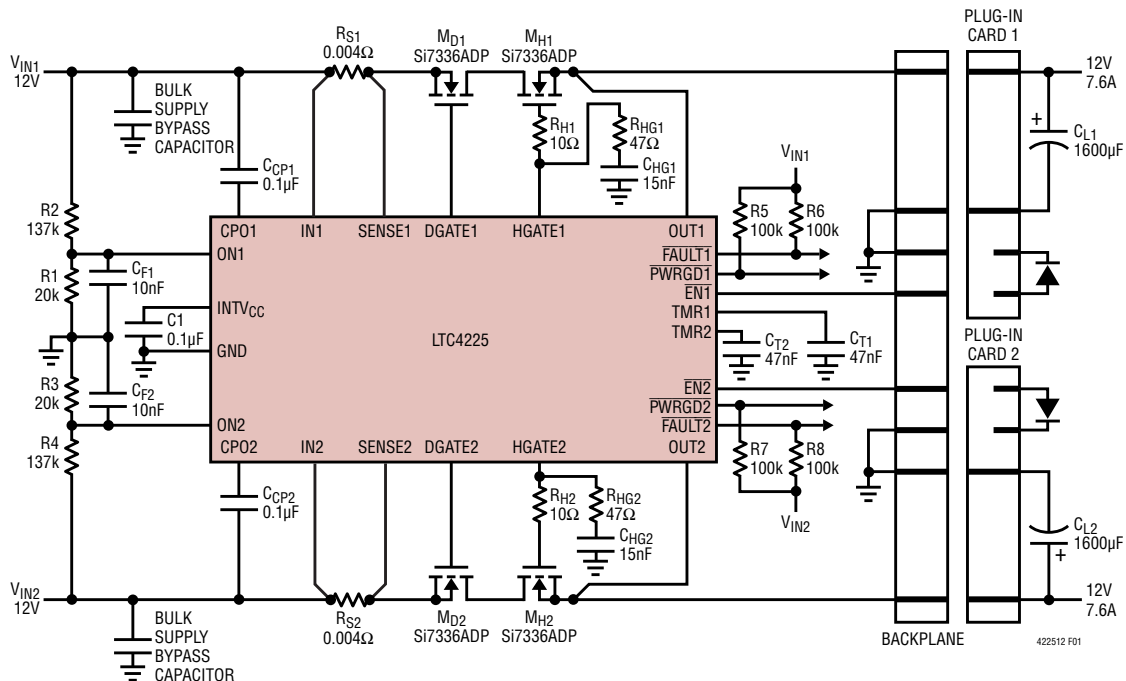 PLUG-IN
CARD 1
RS1
0.004Ω
MD1
Si7336ADP
MH1
Si7336ADP
VIN1
12V
12V
7.6A
BULK
SUPPLY
BYPASS
CAPACITOR
RH1
10Ω
RHG1
47Ω
CHG1
15nF
+
CL1
1600µF
CCP1
0.1µF
VIN1
R2
137k
R5
100k
R6
100k
CPO1
IN1
SENSE1
DGATE1
HGATE1
OUT1
ON1
FAULT1
PWRGD1
EN1
R1
20k
CF1
10nF
INTVCC
C1
0.1µF
GND
LTC4225
TMR1
TMR2
CT2
47nF
CT1
47nF
PLUG-IN
CARD 2
R3
20k
CF2
10nF
EN2
PWRGD2
FAULT2
ON2
R4
137k
CPO2
IN2
SENSE2
DGATE2
HGATE2
OUT2
R7
100k
R8
100k
VIN2
CCP2
0.1µF
RH2
10Ω
RHG2
47Ω
CHG2
15nF
CL2
1600µF
+
VIN2
12V
12V
7.6A
RS2
0.004Ω
MD2
Si7336ADP
MH2
Si7336ADP
BULK
SUPPLY
BYPASS
CAPACITOR
BACKPLANE
422512 F01